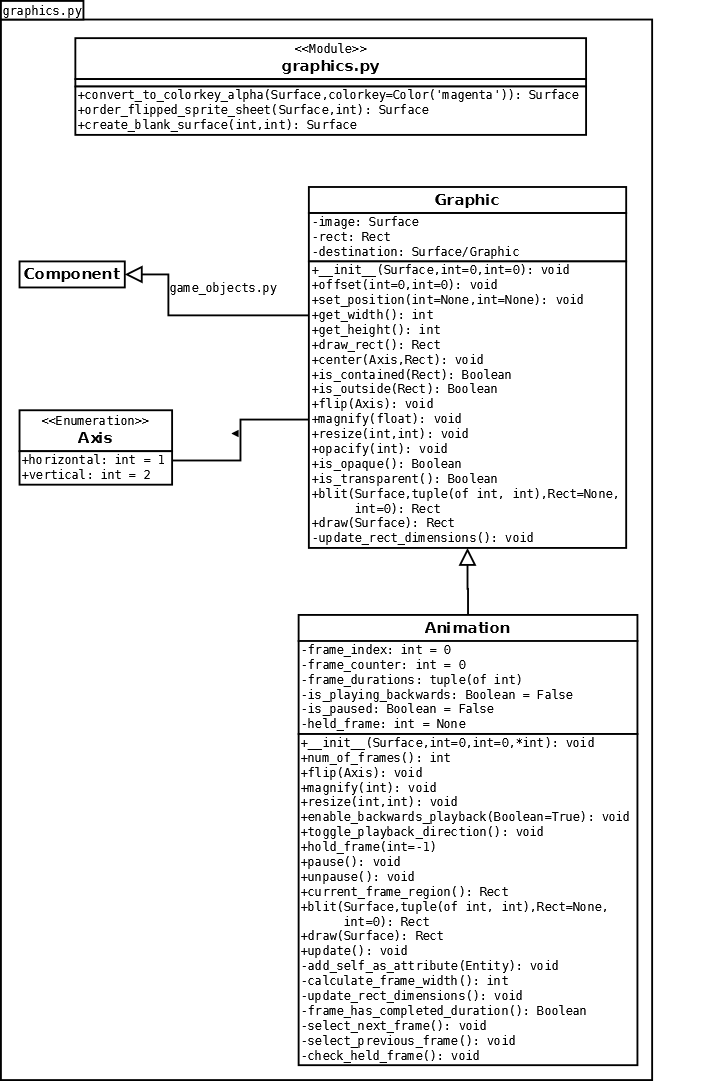 graphics.py
<<Module>>
graphics.py
+convert_to_colorkey_alpha(Surface,colorkey=Color('magenta')): Surface
+order_flipped_sprite_sheet(Surface,int): Surface
+create_blank_surface(int,int): Surface
Graphic
-image: Surface
-rect: Rect
-destination: Surface/Graphic
+__init__(Surface,int=0,int=0): void
+offset(int=0,int=0): void
+set_position(int=None,int=None): void
+get_width(): int
+get_height(): int
+draw_rect(): Rect
+center(Axis,Rect): void
+is_contained(Rect): Boolean
+is_outside(Rect): Boolean
+flip(Axis): void
+magnify(float): void
+resize(int,int): void
+opacify(int): void
+is_opaque(): Boolean
+is_transparent(): Boolean
+blit(Surface,tuple(of int, int),Rect=None,
int=0): Rect
+draw(Surface): Rect
-update_rect_dimensions(): void
Component
game_objects.py
<<Enumeration>>
Axis
+horizontal: int = 1
+vertical: int = 2
Animation
-frame_index: int = 0
-frame_counter: int = 0
-frame_durations: tuple(of int)
-is_playing_backwards: Boolean = False
-is_paused: Boolean = False
-held_frame: int = None
+__init__(Surface,int=0,int=0,*int): void
+num_of_frames(): int
+flip(Axis): void
+magnify(int): void
+resize(int,int): void
+enable_backwards_playback(Boolean=True): void
+toggle_playback_direction(): void
+hold_frame(int=-1)
+pause(): void
+unpause(): void
+current_frame_region(): Rect
+blit(Surface,tuple(of int, int),Rect=None,
int=0): Rect
+draw(Surface): Rect
+update(): void
-add_self_as_attribute(Entity): void
-calculate_frame_width(): int
-update_rect_dimensions(): void
-frame_has_completed_duration(): Boolean
-select_next_frame(): void
-select_previous_frame(): void
-check_held_frame(): void